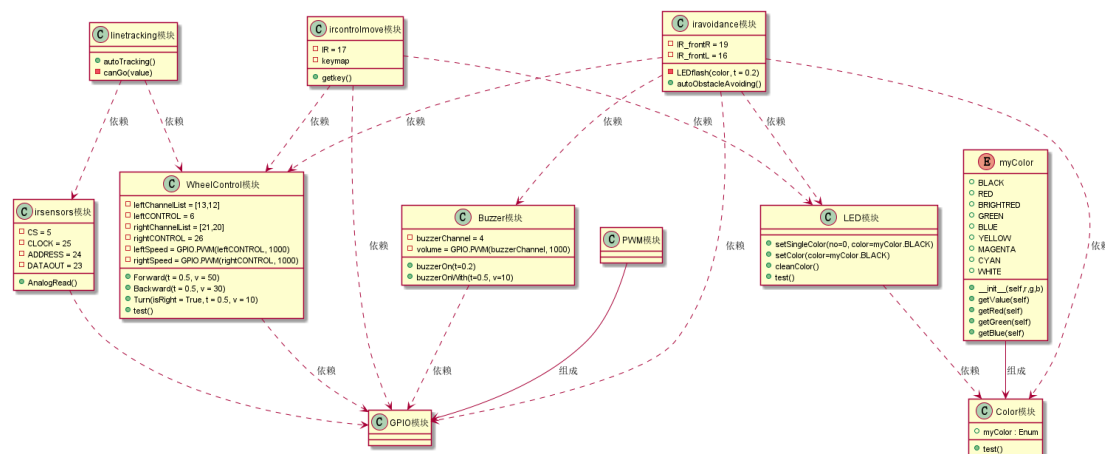 C linetracking模块
autoTracking()
canGo(value)
C ircontrolmove模块
IR = 17
keymap
getkey()
C iravoidance模块
IR_frontR = 19
IR_frontL = 16
LEDflash(color, t = 0.2)
autoObstacleAvoiding()
依赖
依赖
依赖
依赖
依赖
依赖
依赖
依赖
依赖
依赖
C irsensors模块
CS = 5
CLOCK = 25
ADDRESS = 24
DATAOUT = 23
AnalogRead()
C WheelControl模块
leftChannelList = [13,12]
leftCONTROL = 6
rightChannelList = [21,20]
rightCONTROL = 26
leftSpeed = GPIO.PWM(leftCONTROL, 1000)
rightSpeed = GPIO.PWM(rightCONTROL, 1000)
Forward(t = 0.5, v = 50)
Backward(t = 0.5, v = 30)
Turn(isRight = True, t = 0.5, v = 10)
test()
C Buzzer模块
buzzerChannel = 4
volume = GPIO.PWM(buzzerChannel, 1000)
buzzerOn(t=0.2)
buzzerOnWith(t=0.5, v=10)
C PWM模块
C LED模块
setSingleColor(no=0, color=myColor.BLACK)
setColor(color=myColor.BLACK)
cleanColor()
test()
E myColor
BLACK
RED
BRIGHTRED
GREEN
BLUE
YELLOW
MAGENTA
CYAN
WHITE
__init__(self,r,g,b)
getValue(self)
getRed(self)
getGreen(self)
getBlue(self)
依赖
依赖
组成
依赖
组成
C GPIO模块
C Color模块
myColor : Enum
test()